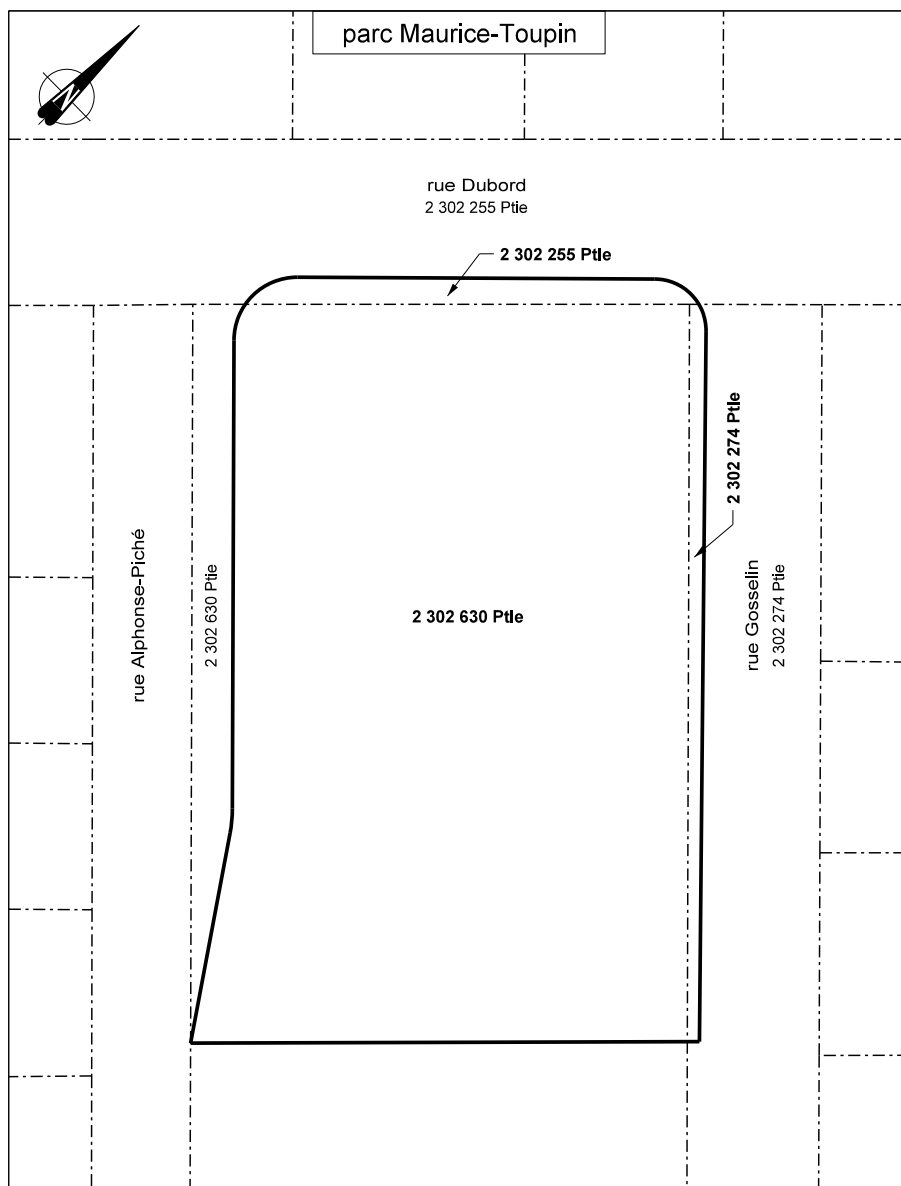 parc Maurice-Toupin
N
rue Dubord
2 302 255 Ptie
2 302 255 Ptie
2 302 274 Ptie
rue Alphonse-Piché
2 302 630 Ptie
2 302 630 Ptie
rue Gosselin
2 302 274 Ptie